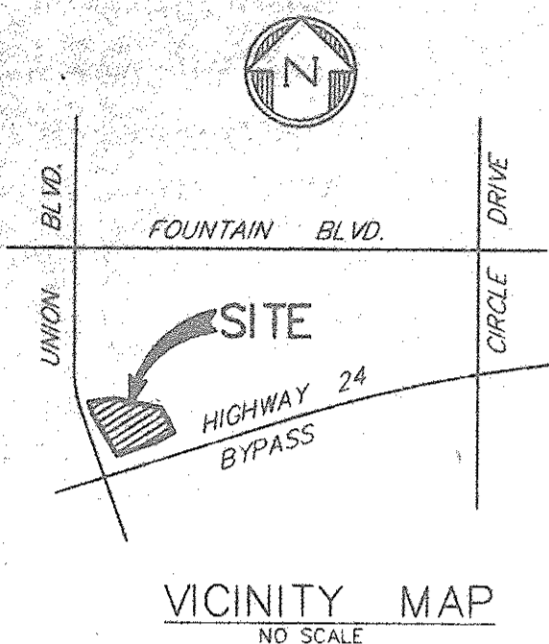 N
UNION BLVD.
FOUNTAIN BLVD.
CIRCLE DRIVE
SITE
HIGHWAY 24
BYPASS
VICINITY MAP
NO SCALE